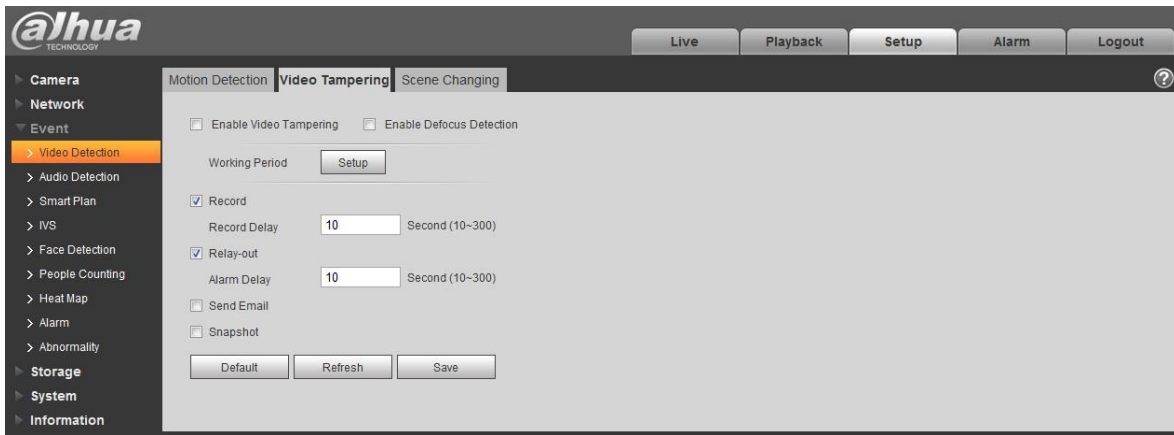 alhua
TECHNOLOGY
Live Playback Setup Alarm Logout
Camera
Network
Event
> Video Detection
> Audio Detection
> Smart Plan
> IVS
> Face Detection
> People Counting
> Heat Map
> Alarm
> Abnormality
Storage
System
Information
Motion Detection Video Tampering Scene Changing
?
Enable Video Tampering Enable Defocus Detection
Working Period Setup
Record
Record Delay 10 Second (10~300)
Relay-out
Alarm Delay 10 Second (10~300)
Send Email
Snapshot
Default Refresh Save